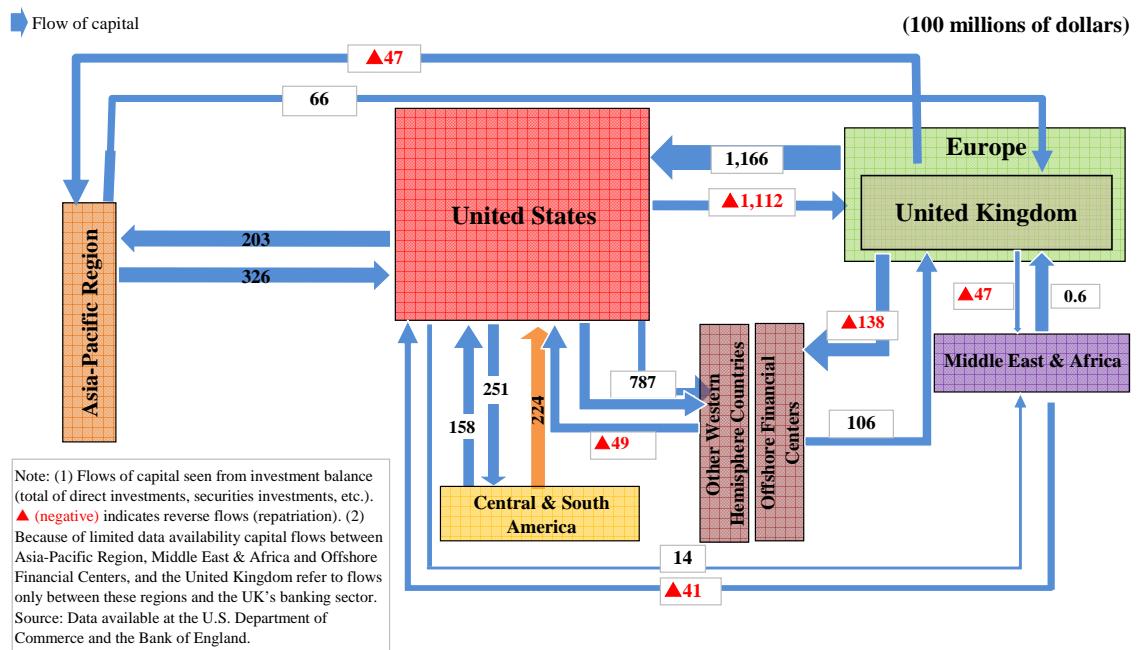 Flow of capital
(100 millions of dollars)
▲47
66
1,166
Europe
▲1,112
United States
United Kingdom
203
326
Asia-Pacific Region
▲47
0.6
▲138
Middle East & Africa
787
251
158
224
▲49
106
Other Western
Hemisphere Countries
Offshore Financial
Centers
Central & South
America
14
▲41
Note: (1) Flows of capital seen from investment balance
(total of direct investments, securities investments, etc.).
▲ (negative) indicates reverse flows (repatriation). (2)
Because of limited data availability capital flows between
Asia-Pacific Region, Middle East & Africa and Offshore
Financial Centers, and the United Kingdom refer to flows
only between these regions and the UK's banking sector.
Source: Data available at the U.S. Department of
Commerce and the Bank of England.